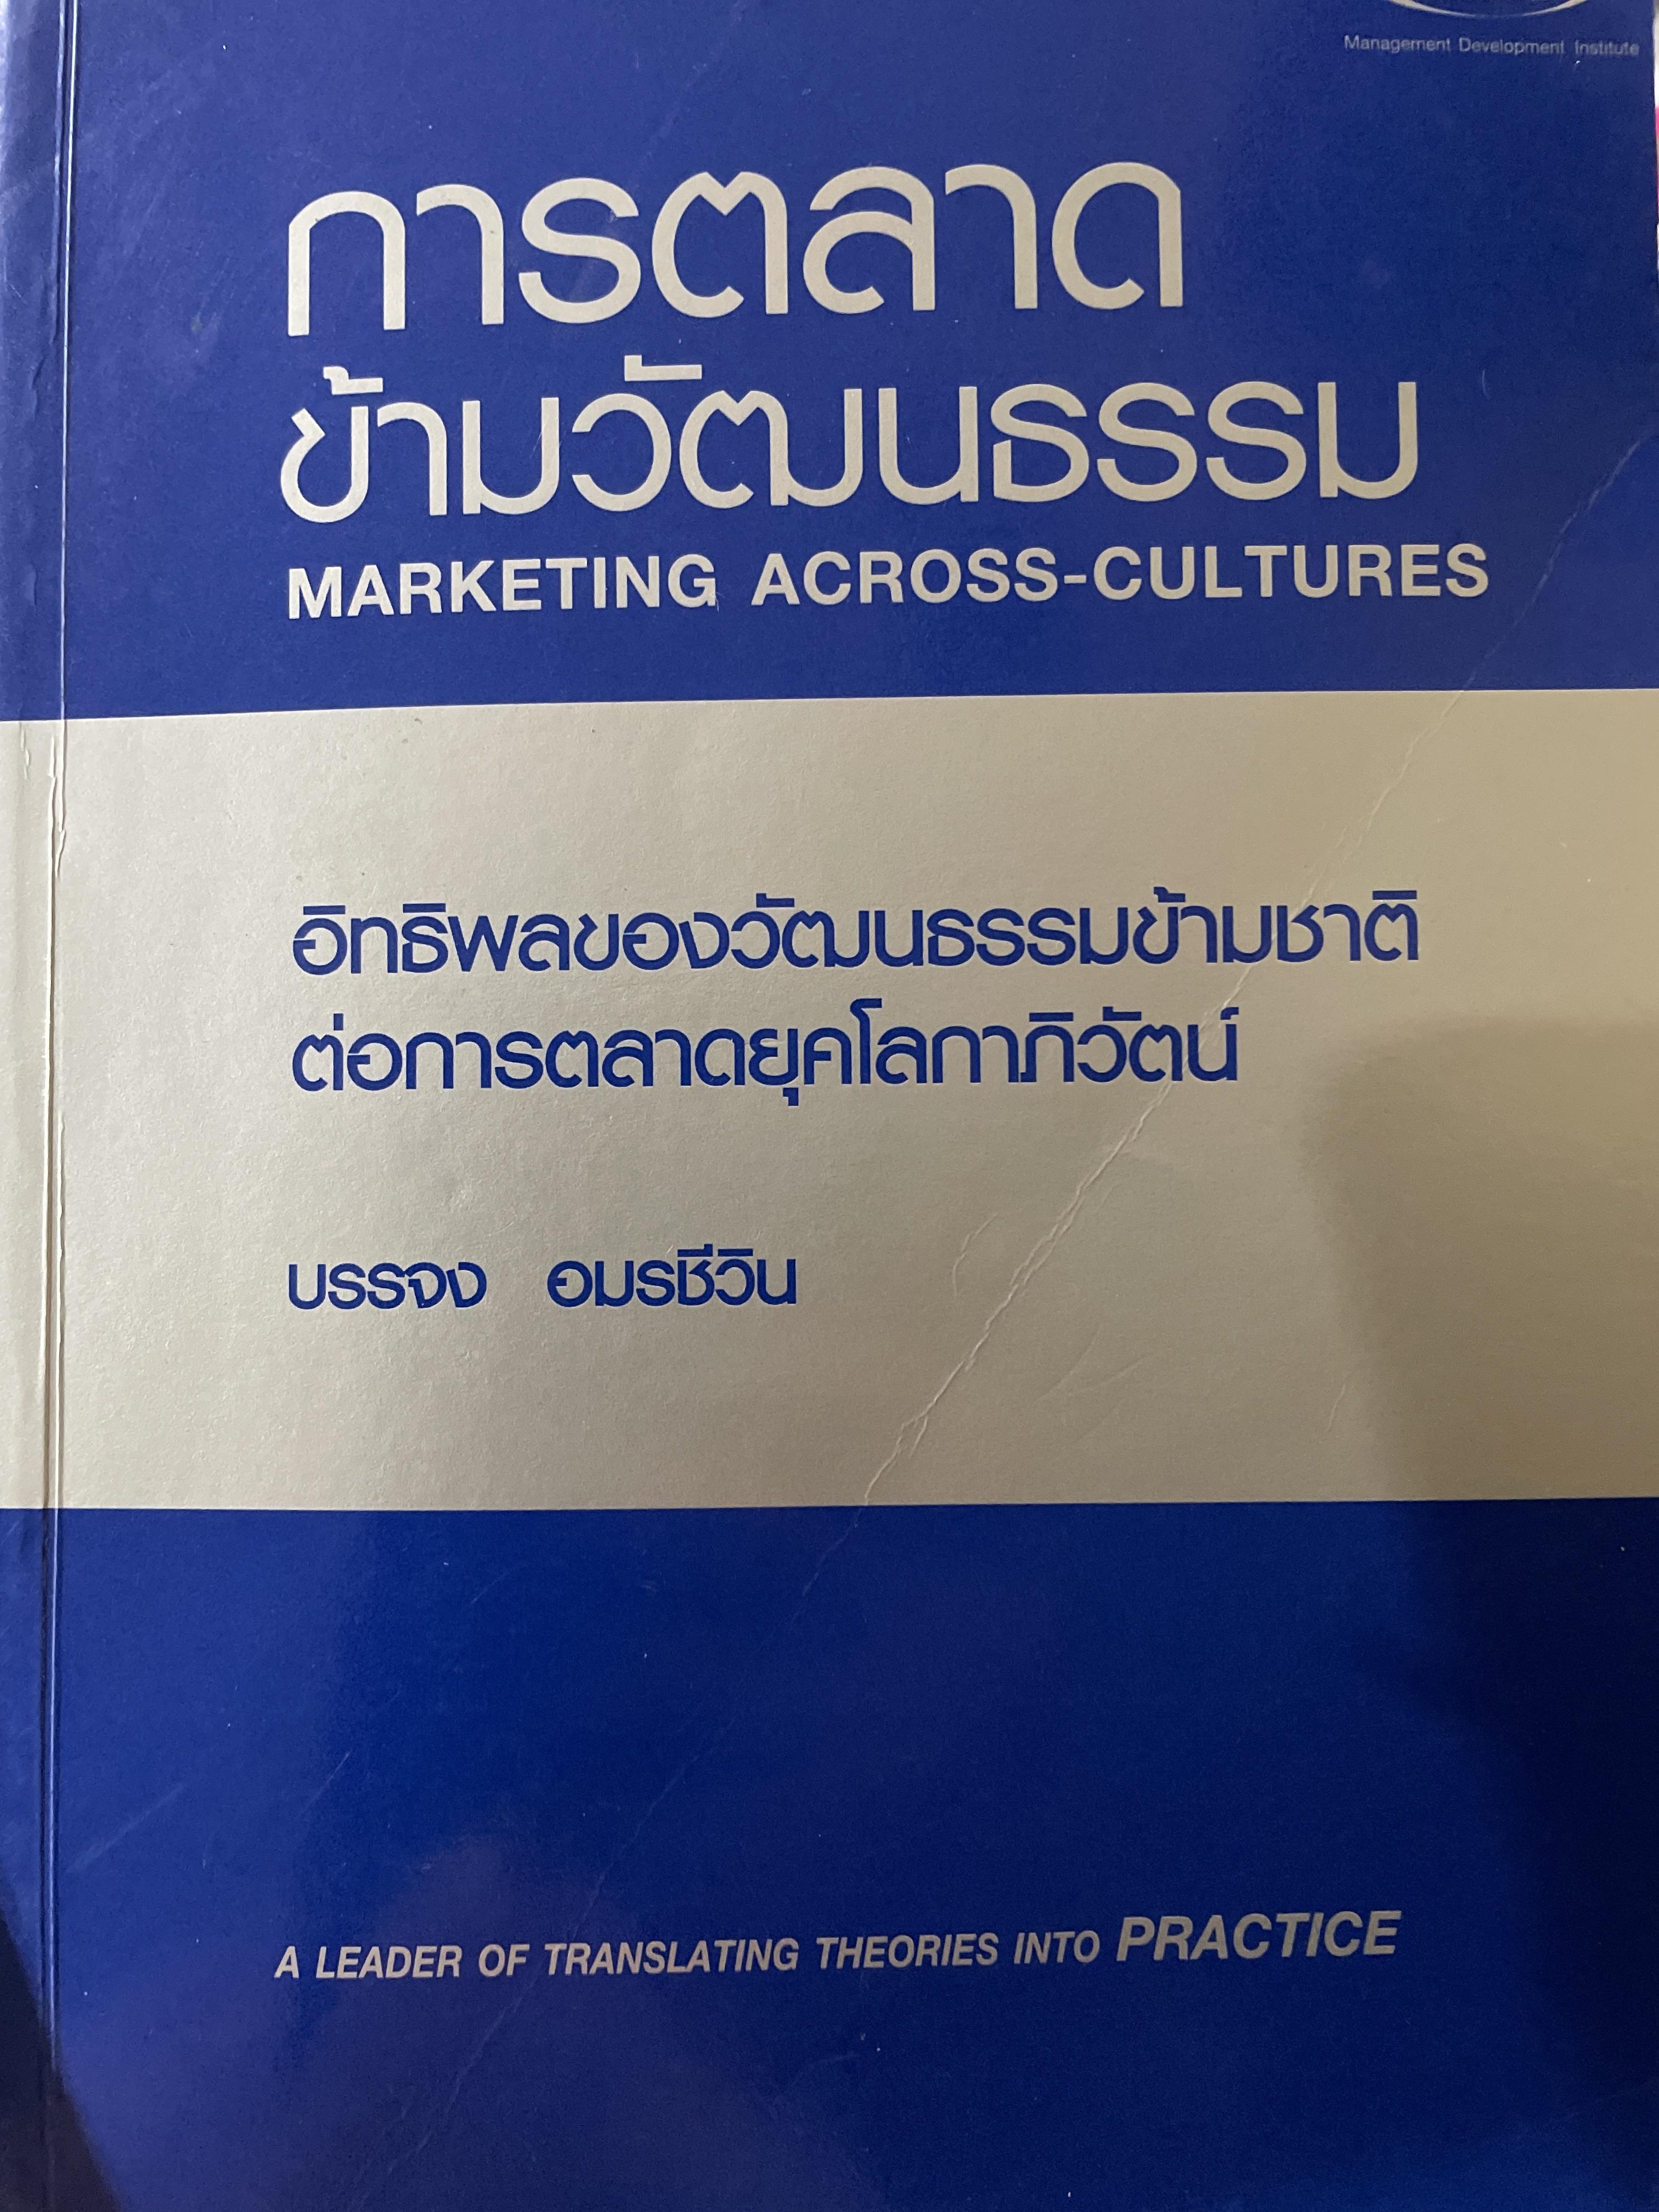 Management Development Institute
การตลาด
ข้ามวัฒนธรรม
MARKETING ACROSS-CULTURES
อิทธิพลของวัฒนธรรมข้ามชาติ
ต่อการตลาดยุคโลกาภิวัตน์
บรรจง อมรชีวิน
A LEADER OF TRANSLATING THEORIES INTO PRACTICE